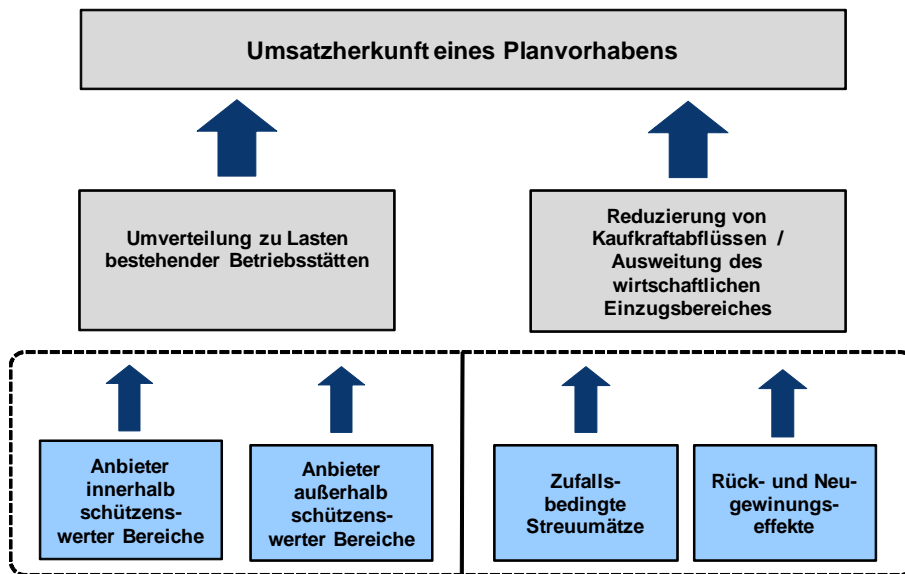 Umsatzherkunft eines Planvorhabens
Umverteilung zu Lasten
bestehender Betriebsstätten
Reduzierung von
Kaufkraftabflüssen /
Ausweitung des
wirtschaftlichen
Einzugsbereiches
Anbieter
innerhalb
schützens-
werter Bereiche
Anbieter
außerhalb
schützens-
werter Bereiche
Zufalls-
bedingte
Streuumätze
Rück- und Neu-
gewinungs-
effekte